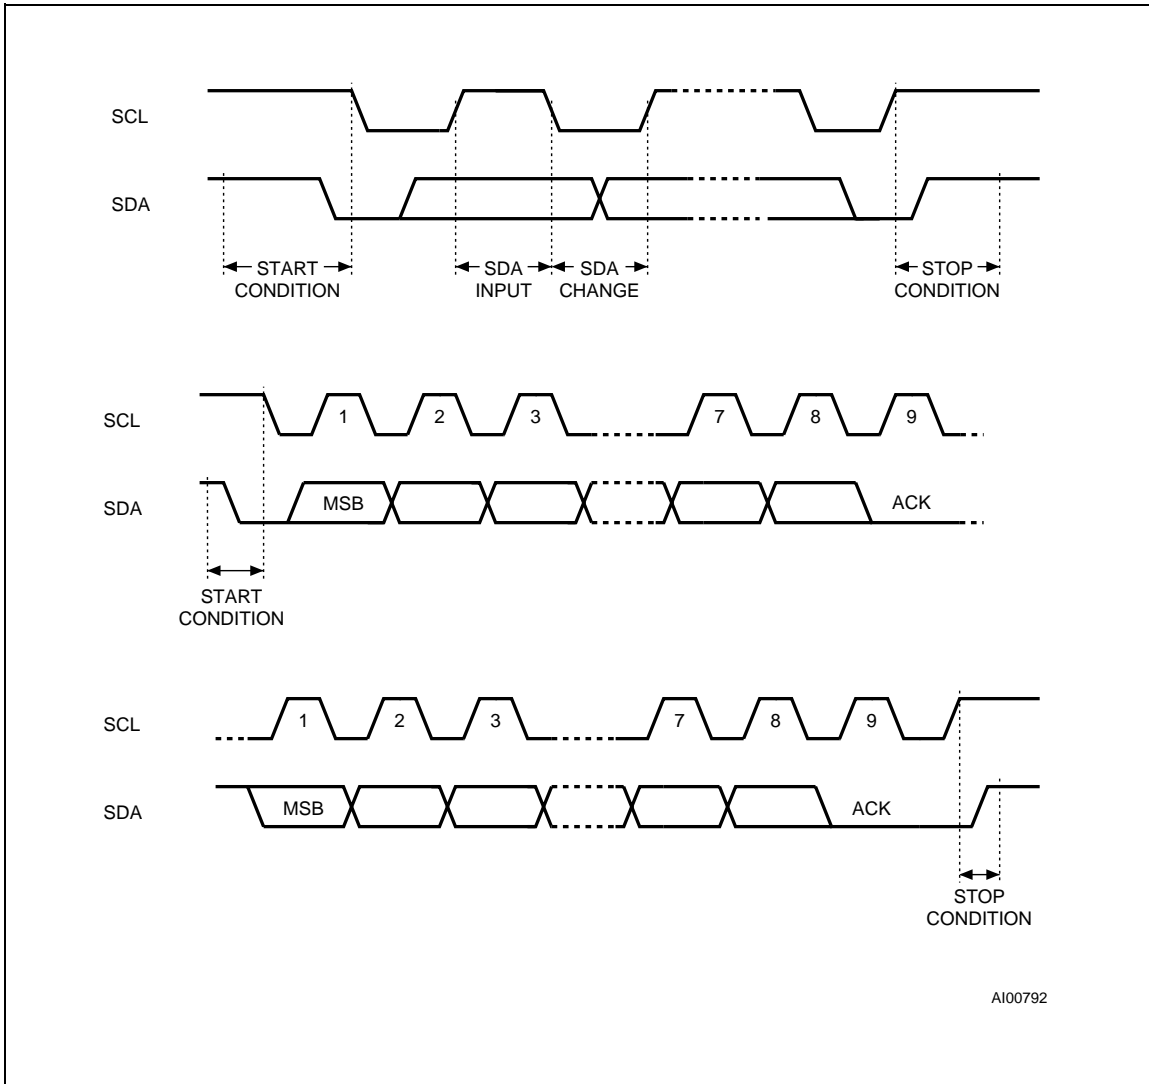 SCL
SDA
START
CONDITION
SDA
INPUT
SDA
CHANGE
STOP
CONDITION
SCL
1 2 3 7 8 9
SDA
MSB ACK
START
CONDITION
SCL
1 2 3 7 8 9
SDA
MSB ACK
STOP
CONDITION
AI00792